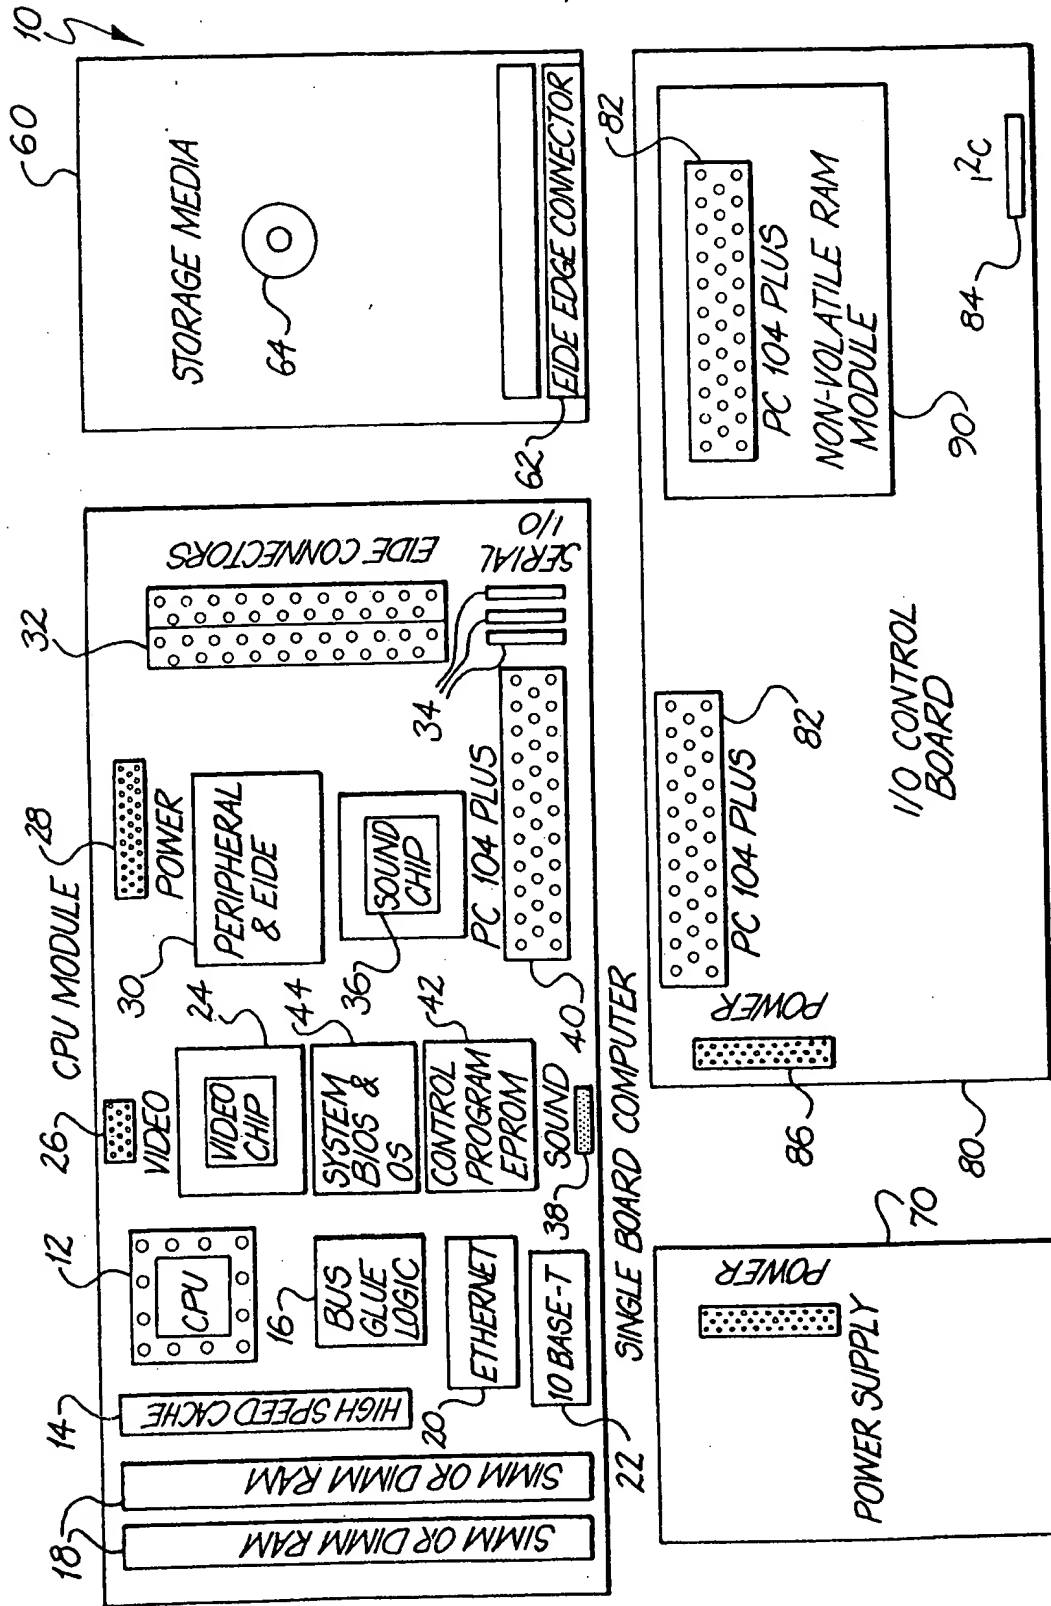 10
CPU MODULE
18
SIMM OR DIMM RAM
SIMM OR DIMM RAM
14
HIGH SPEED CACHE
12
CPU
16
BUS
GLUE
LOGIC
20
ETHERNET
10 BASE-T
22
26
VIDEO
24
VIDEO
CHIP
44
SYSTEM
BIOS &
OS
42
CONTROL
PROGRAM
EPROM
SOUND
38
28
POWER
30
PERIPHERAL
& EIDE
36
SOUND
CHIP
PC 104 PLUS
40
32
EIDE CONNECTORS
34
SERIAL
I/O
SINGLE BOARD COMPUTER
60
STORAGE MEDIA
64
EIDE EDGE CONNECTOR
62
POWER SUPPLY
POWER
70
80
86
POWER
PC 104 PLUS
82
I/O CONTROL
BOARD
82
PC 104 PLUS
NON-VOLATILE RAM
MODULE
90
84
I²C